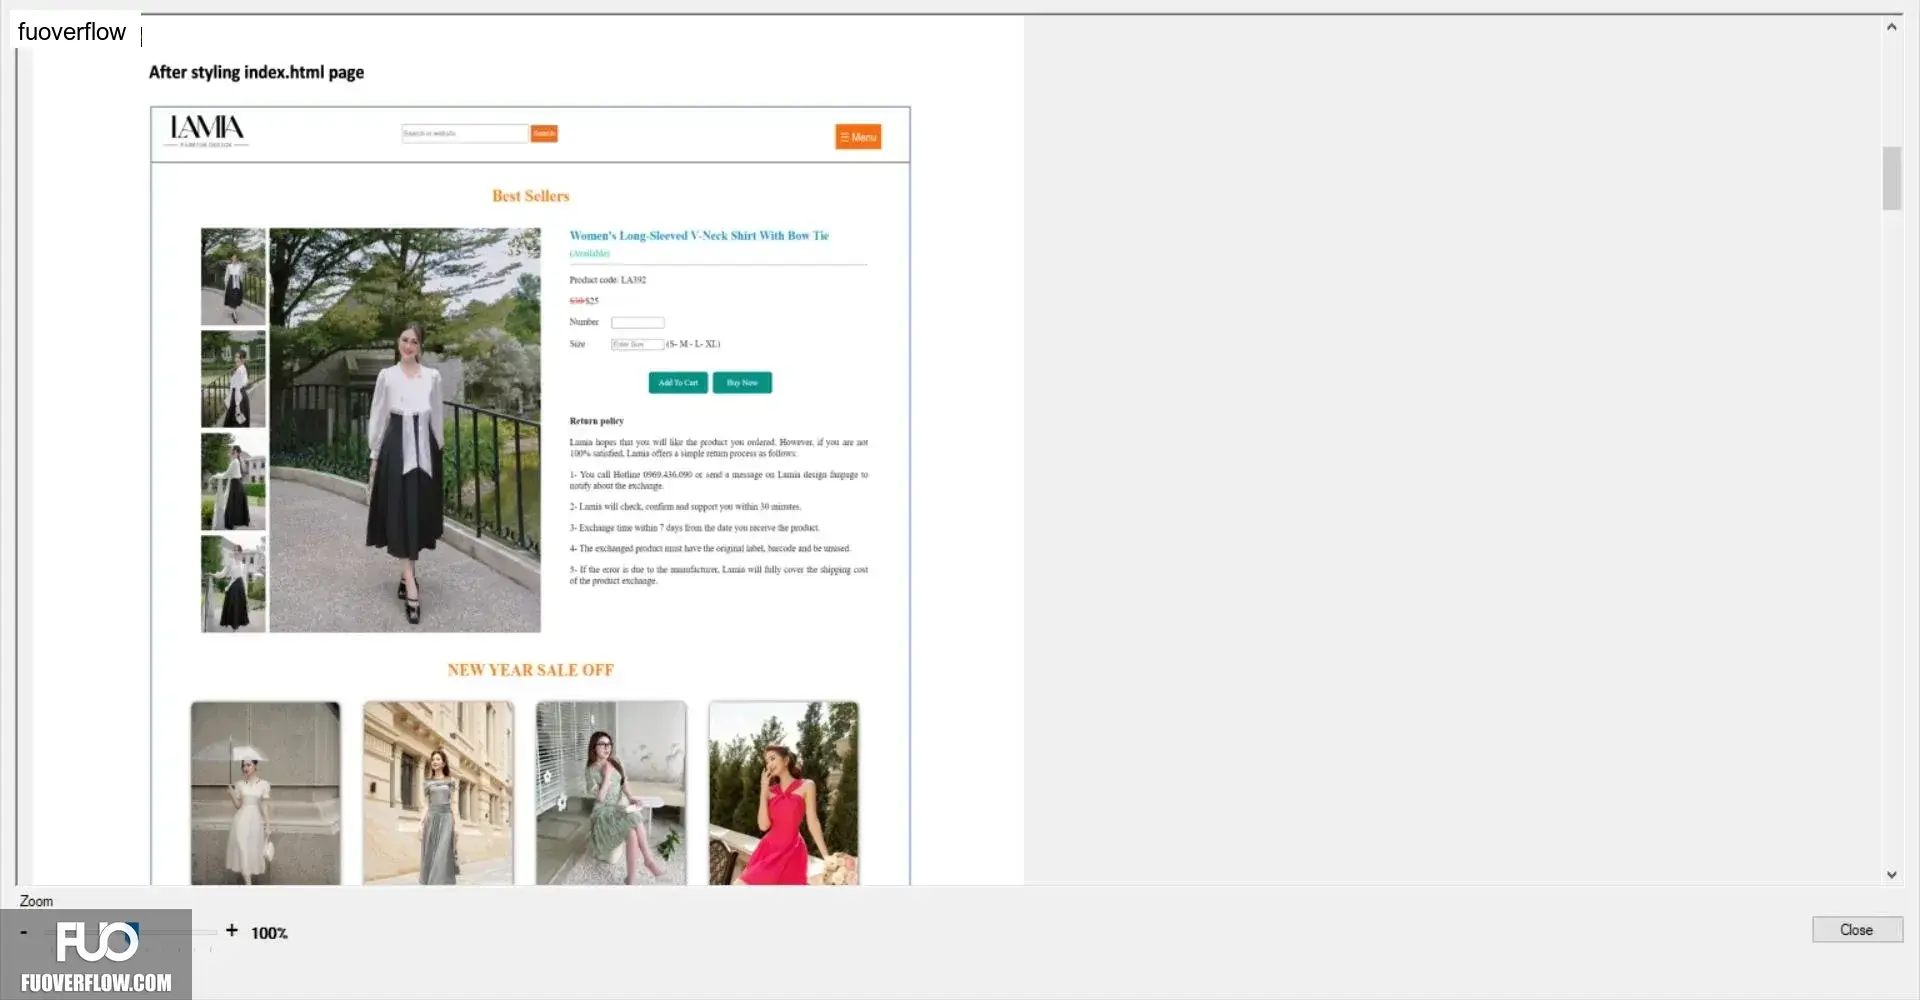 fuoverflow
After styling index.html page
LAMIA
Search in website
Search
☰ Menu
Best Sellers
Women's Long-Sleeved V-Neck Shirt With Bow Tie
(Available)
Product code: LA392
$30 $25
Number
Size
Enter Size
(S- M - L- XL)
Add To Cart
Buy Now
Return policy
Lamia hopes that you will like the product you ordered. However, if you are not
100% satisfied, Lamia offers a simple return process as follows:
1- You call Hotline 0969.436.090 or send a message on Lamia design fanpage to
notify about the exchange.
2- Lamia will check, confirm and support you within 30 minutes.
3- Exchange time within 7 days from the date you receive the product.
4- The exchanged product must have the original label, barcode and be unused.
5- If the error is due to the manufacturer, Lamia will fully cover the shipping cost
of the product exchange.
NEW YEAR SALE OFF
Zoom
- + 100%
Close
FUO
FUOVERFLOW.COM